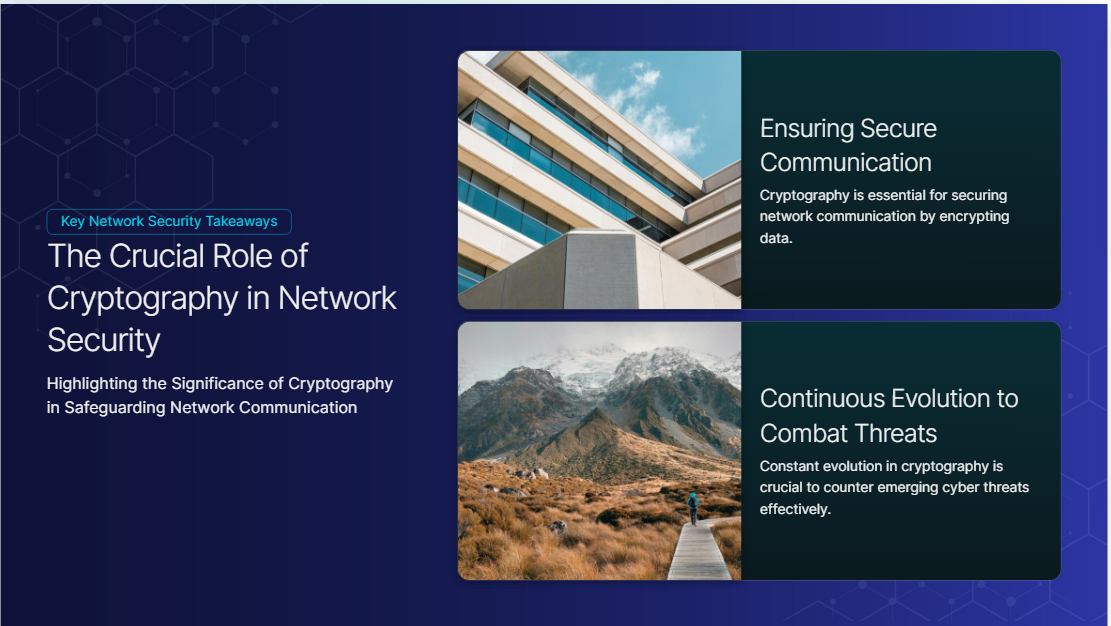 Key Network Security Takeaways
The Crucial Role of
Cryptography in Network
Security
Highlighting the Significance of Cryptography
in Safeguarding Network Communication
Ensuring Secure
Communication
Cryptography is essential for securing
network communication by encrypting
data.
Continuous Evolution to
Combat Threats
Constant evolution in cryptography is
crucial to counter emerging cyber threats
effectively.